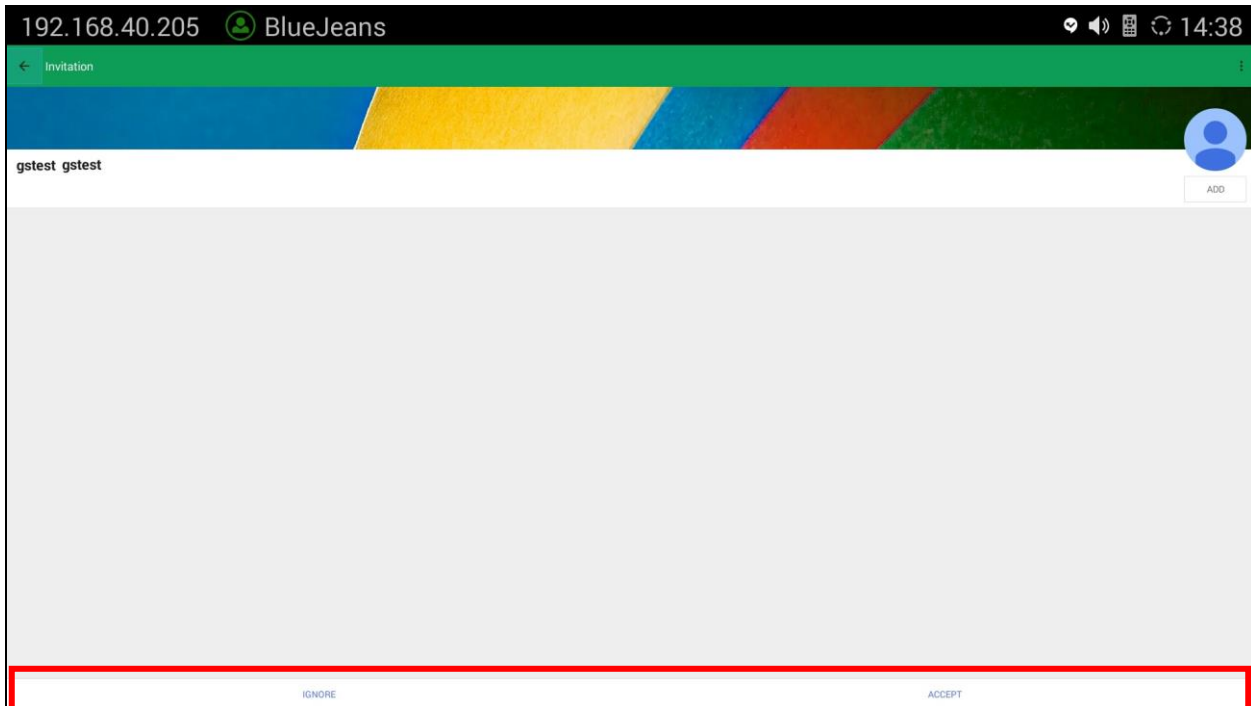 192.168.40.205 BlueJeans 14:38
Invitation
gstest gstest
ADD
IGNORE ACCEPT